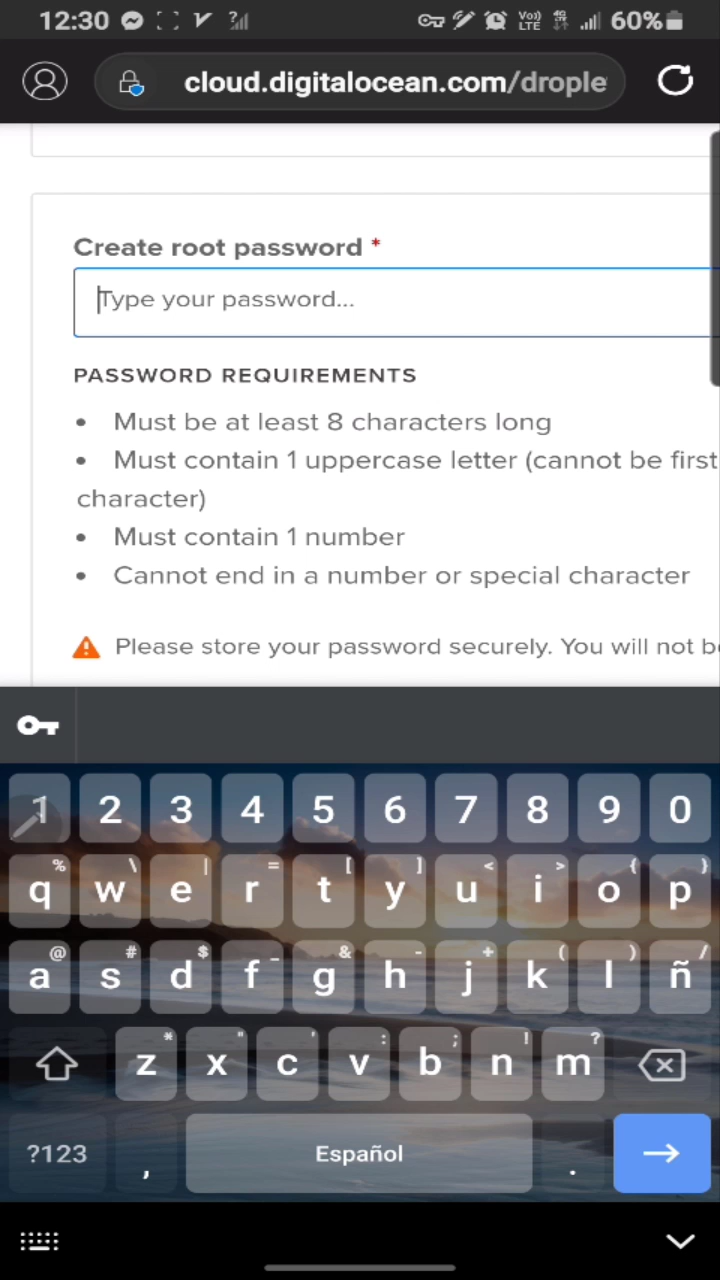 12:30 Vo)) LTE 4G 60%
cloud.digitalocean.com/drople
Create root password *
Type your password...
PASSWORD REQUIREMENTS
• Must be at least 8 characters long
• Must contain 1 uppercase letter (cannot be first
character)
• Must contain 1 number
• Cannot end in a number or special character
Please store your password securely. You will not b
1 2 3 4 5 6 7 8 9 0
% \ | = [ ] < > { }
q w e r t y u i o p
@ # $ _ & - + ( ) /
a s d f g h j k l ñ
* " ' : ; ! ?
z x c v b n m
?123 , Español .